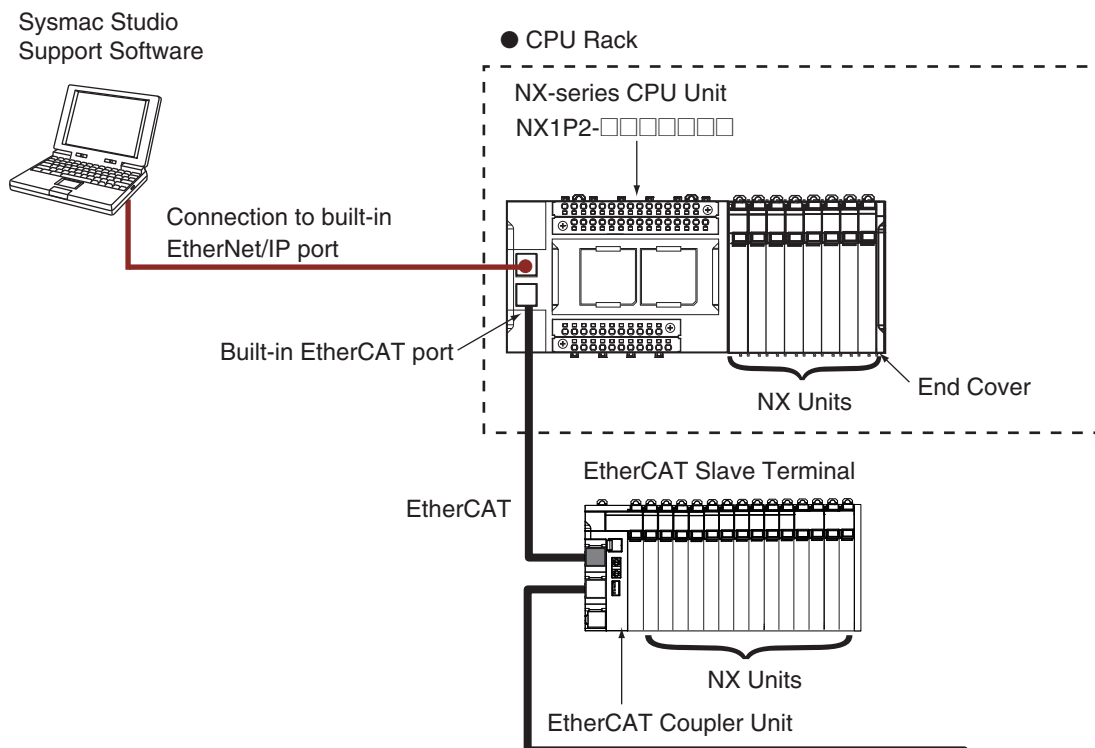 Sysmac Studio
Support Software
● CPU Rack
NX-series CPU Unit
NX1P2-□□□□□□□
Connection to built-in
EtherNet/IP port
Built-in EtherCAT port
End Cover
NX Units
EtherCAT Slave Terminal
EtherCAT
NX Units
EtherCAT Coupler Unit